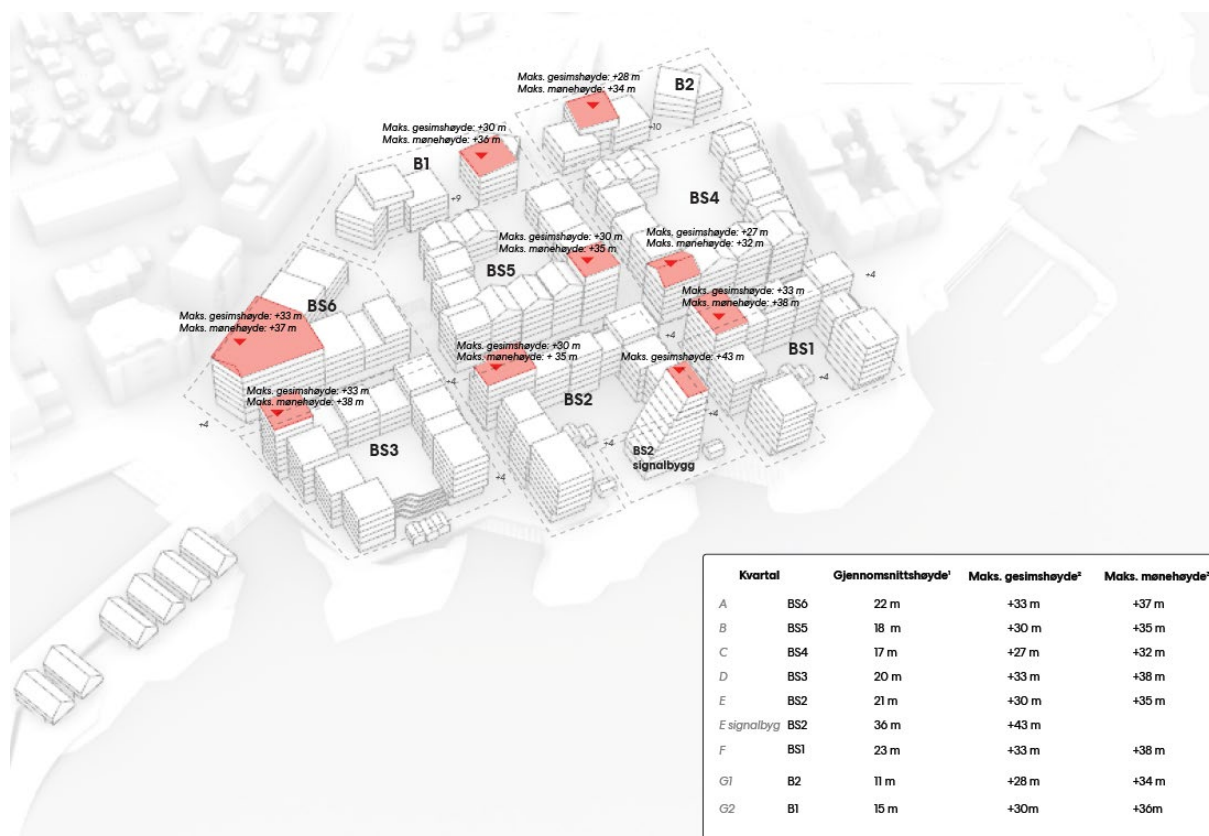 Maks. gesimshøyde: +28 m
Maks. mønehøyde: +34 m
B2
+10
Maks. gesimshøyde: +30 m
Maks. mønehøyde: +36 m
B1
+9
BS4
Maks. gesimshøyde: +30 m
Maks. mønehøyde: +35 m
BS5
Maks. gesimshøyde: +27 m
Maks. mønehøyde: +32 m
+4
Maks. gesimshøyde: +33 m
Maks. mønehøyde: +38 m
BS6
Maks. gesimshøyde: +33 m
Maks. mønehøyde: +37 m
+4
Maks. gesimshøyde: +30 m
Maks. mønehøyde: + 35 m
Maks. gesimshøyde: +43 m
BS1
+4
+4
Maks. gesimshøyde: +33 m
Maks. mønehøyde: +38 m
BS2
+4
+4
+4
BS3
BS2
signalbygg
+4
Kvartal Gjennomsnittshøyde¹ Maks. gesimshøyde² Maks. mønehøyde³
A BS6 22 m +33 m +37 m
B BS5 18 m +30 m +35 m
C BS4 17 m +27 m +32 m
D BS3 20 m +33 m +38 m
E BS2 21 m +30 m +35 m
E signalbyg BS2 36 m +43 m
F BS1 23 m +33 m +38 m
G1 B2 11 m +28 m +34 m
G2 B1 15 m +30m +36m